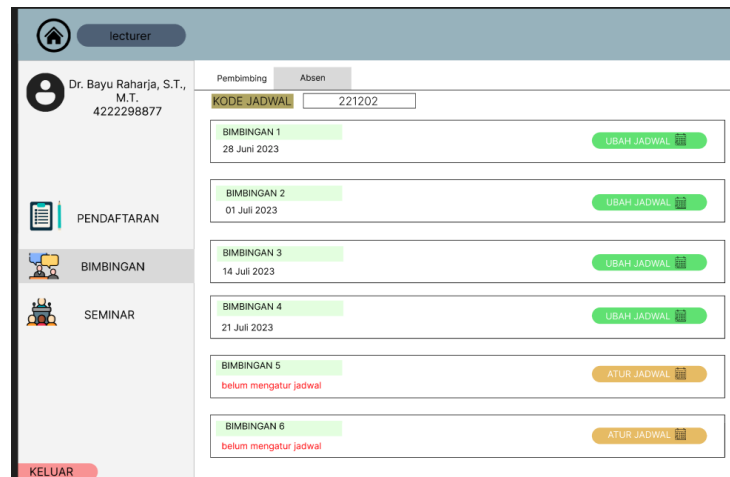 lecturer
Dr. Bayu Raharja, S.T.,
M.T.
4222298877
PENDAFTARAN
BIMBINGAN
SEMINAR
KELUAR
Pembimbing Absen
KODE JADWAL 221202
BIMBINGAN 1
28 Juni 2023
UBAH JADWAL
BIMBINGAN 2
01 Juli 2023
UBAH JADWAL
BIMBINGAN 3
14 Juli 2023
UBAH JADWAL
BIMBINGAN 4
21 Juli 2023
UBAH JADWAL
BIMBINGAN 5
belum mengatur jadwal
ATUR JADWAL
BIMBINGAN 6
belum mengatur jadwal
ATUR JADWAL